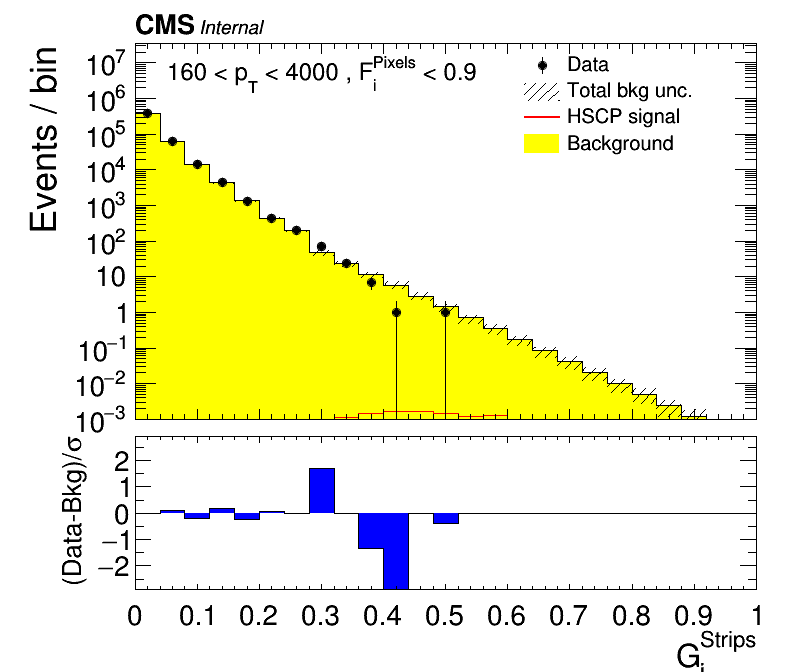 CMS Internal
160 < p_T < 4000 , F_i^Pixels < 0.9
Data
Total bkg unc.
HSCP signal
Background
Events / bin
10^7
10^6
10^5
10^4
10^3
10^2
10
1
10^−1
10^−2
10^−3
(Data-Bkg)/σ
2
1
0
−1
−2
0 0.1 0.2 0.3 0.4 0.5 0.6 0.7 0.8 0.9 1
G_i^Strips